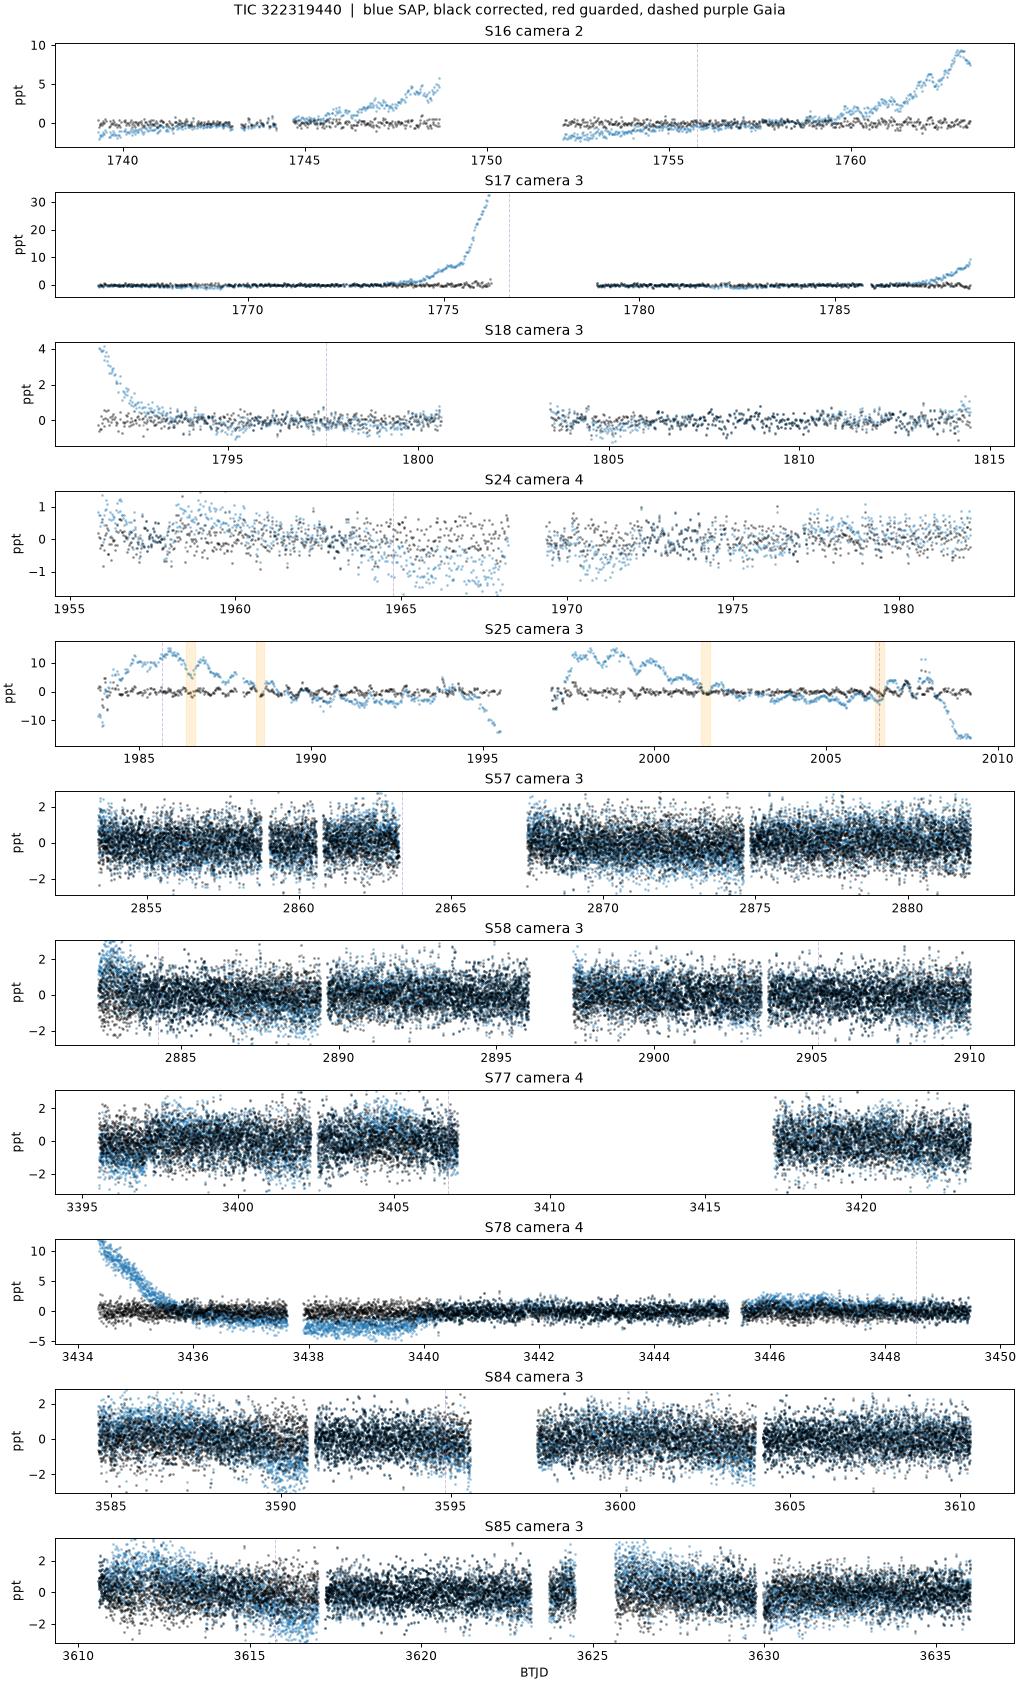 TIC 322319440 | blue SAP, black corrected, red guarded, dashed purple Gaia
S16 camera 2
ppt
10
5
0
1740 1745 1750 1755 1760
S17 camera 3
ppt
30
20
10
0
1770 1775 1780 1785
S18 camera 3
ppt
4
2
0
1795 1800 1805 1810 1815
S24 camera 4
ppt
1
0
−1
1955 1960 1965 1970 1975 1980
S25 camera 3
ppt
10
0
−10
1985 1990 1995 2000 2005 2010
S57 camera 3
ppt
2
0
−2
2855 2860 2865 2870 2875 2880
S58 camera 3
ppt
2
0
−2
2885 2890 2895 2900 2905 2910
S77 camera 4
ppt
2
0
−2
3395 3400 3405 3410 3415 3420
S78 camera 4
ppt
10
5
0
−5
3434 3436 3438 3440 3442 3444 3446 3448 3450
S84 camera 3
ppt
2
0
−2
3585 3590 3595 3600 3605 3610
S85 camera 3
ppt
2
0
−2
3610 3615 3620 3625 3630 3635
BTJD